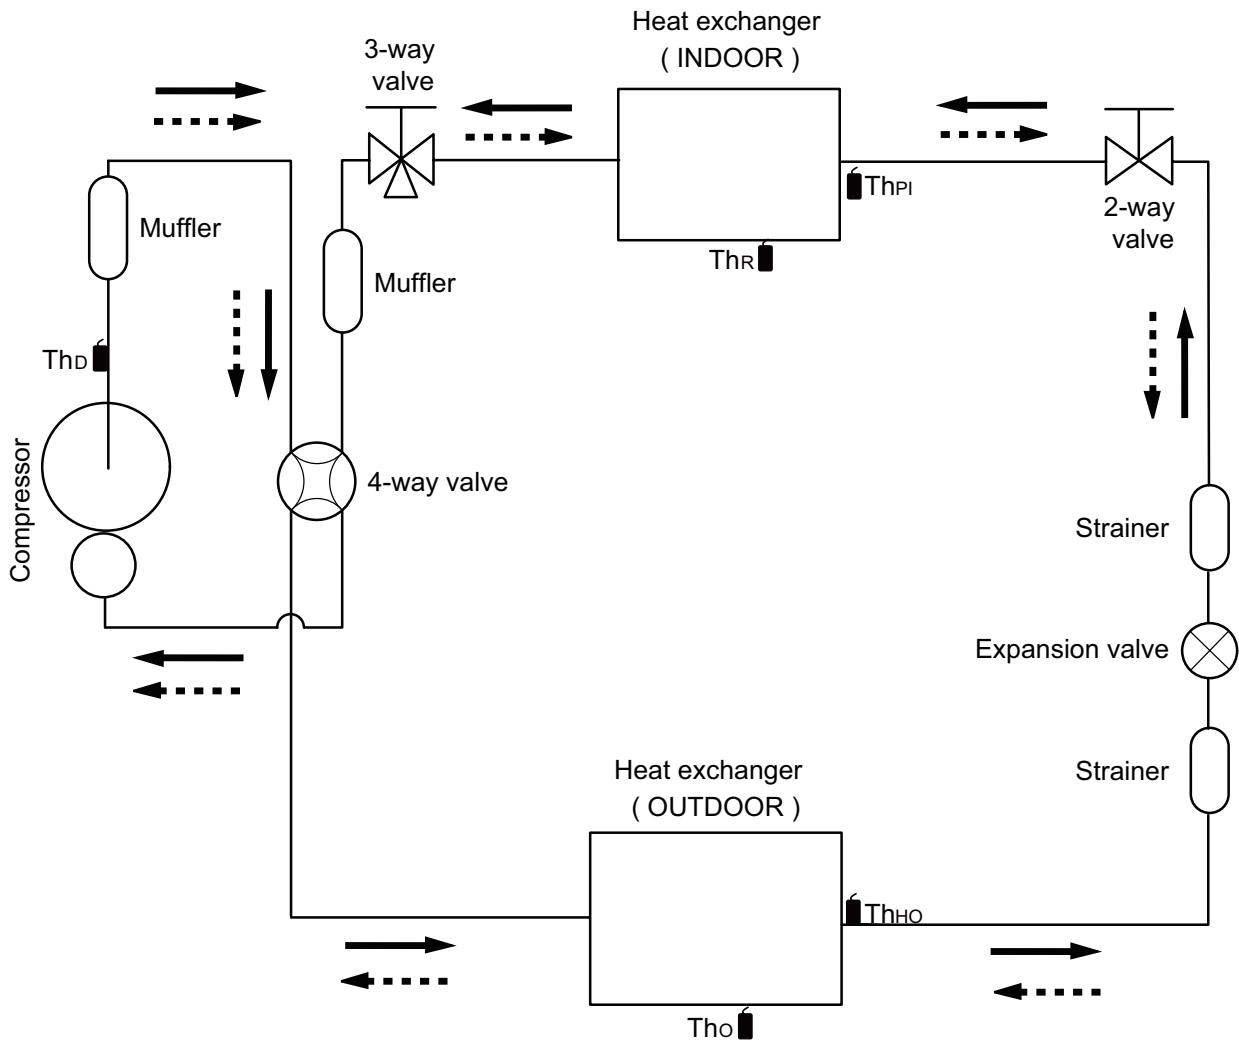 Heat exchanger
( INDOOR )
3-way
valve
ThPI
2-way
valve
Muffler
ThR
Muffler
ThD
Compressor
4-way valve
Strainer
Expansion valve
Strainer
Heat exchanger
( OUTDOOR )
ThHO
ThO